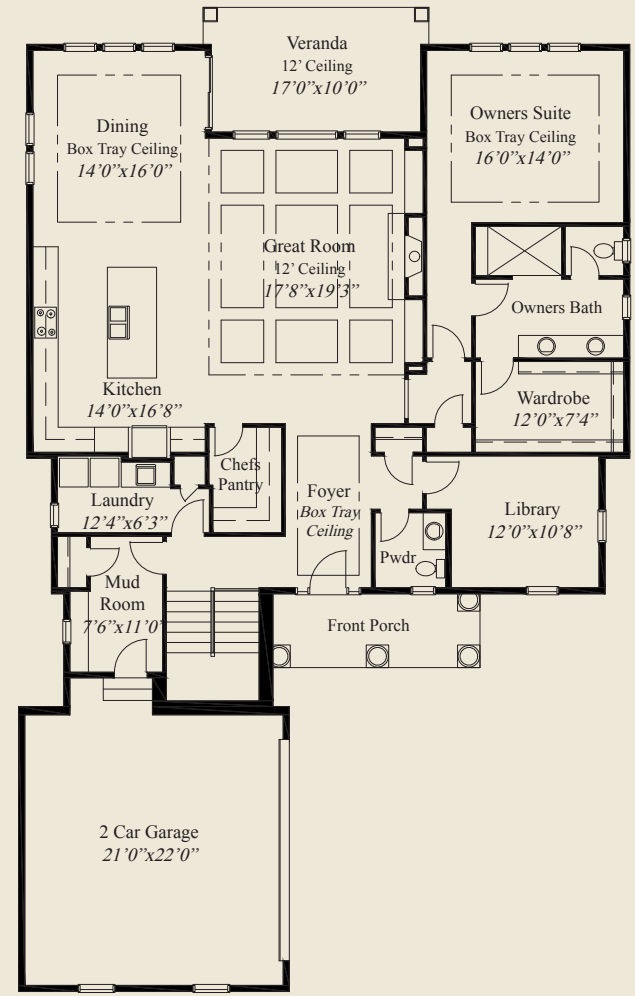 Veranda
12’ Ceiling
17’0”x10’0”
Dining
Box Tray Ceiling
14’0”x16’0”
Owners Suite
Box Tray Ceiling
16’0”x14’0”
Great Room
12’ Ceiling
17’8”x19’3”
Owners Bath
Kitchen
14’0”x16’8”
Wardrobe
12’0”x7’4”
Chefs
Pantry
Laundry
12’4”x6’3”
Foyer
Box Tray
Ceiling
Library
12’0”x10’8”
Pwdr
Mud
Room
7’6”x11’0”
Front Porch
2 Car Garage
21’0”x22’0”